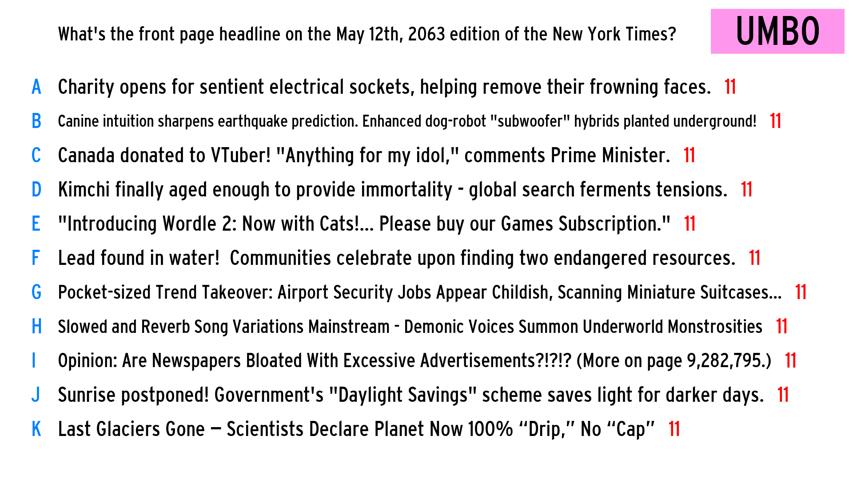 What's the front page headline on the May 12th, 2063 edition of the New York Times?
UMBO
A Charity opens for sentient electrical sockets, helping remove their frowning faces. 11
B Canine intuition sharpens earthquake prediction. Enhanced dog-robot "subwoofer" hybrids planted underground! 11
C Canada donated to VTuber! "Anything for my idol," comments Prime Minister. 11
D Kimchi finally aged enough to provide immortality - global search ferments tensions. 11
E "Introducing Wordle 2: Now with Cats!... Please buy our Games Subscription." 11
F Lead found in water!  Communities celebrate upon finding two endangered resources. 11
G Pocket-sized Trend Takeover: Airport Security Jobs Appear Childish, Scanning Miniature Suitcases... 11
H Slowed and Reverb Song Variations Mainstream - Demonic Voices Summon Underworld Monstrosities 11
I Opinion: Are Newspapers Bloated With Excessive Advertisements?!?!? (More on page 9,282,795.) 11
J Sunrise postponed! Government's "Daylight Savings" scheme saves light for darker days. 11
K Last Glaciers Gone – Scientists Declare Planet Now 100% “Drip,” No “Cap” 11